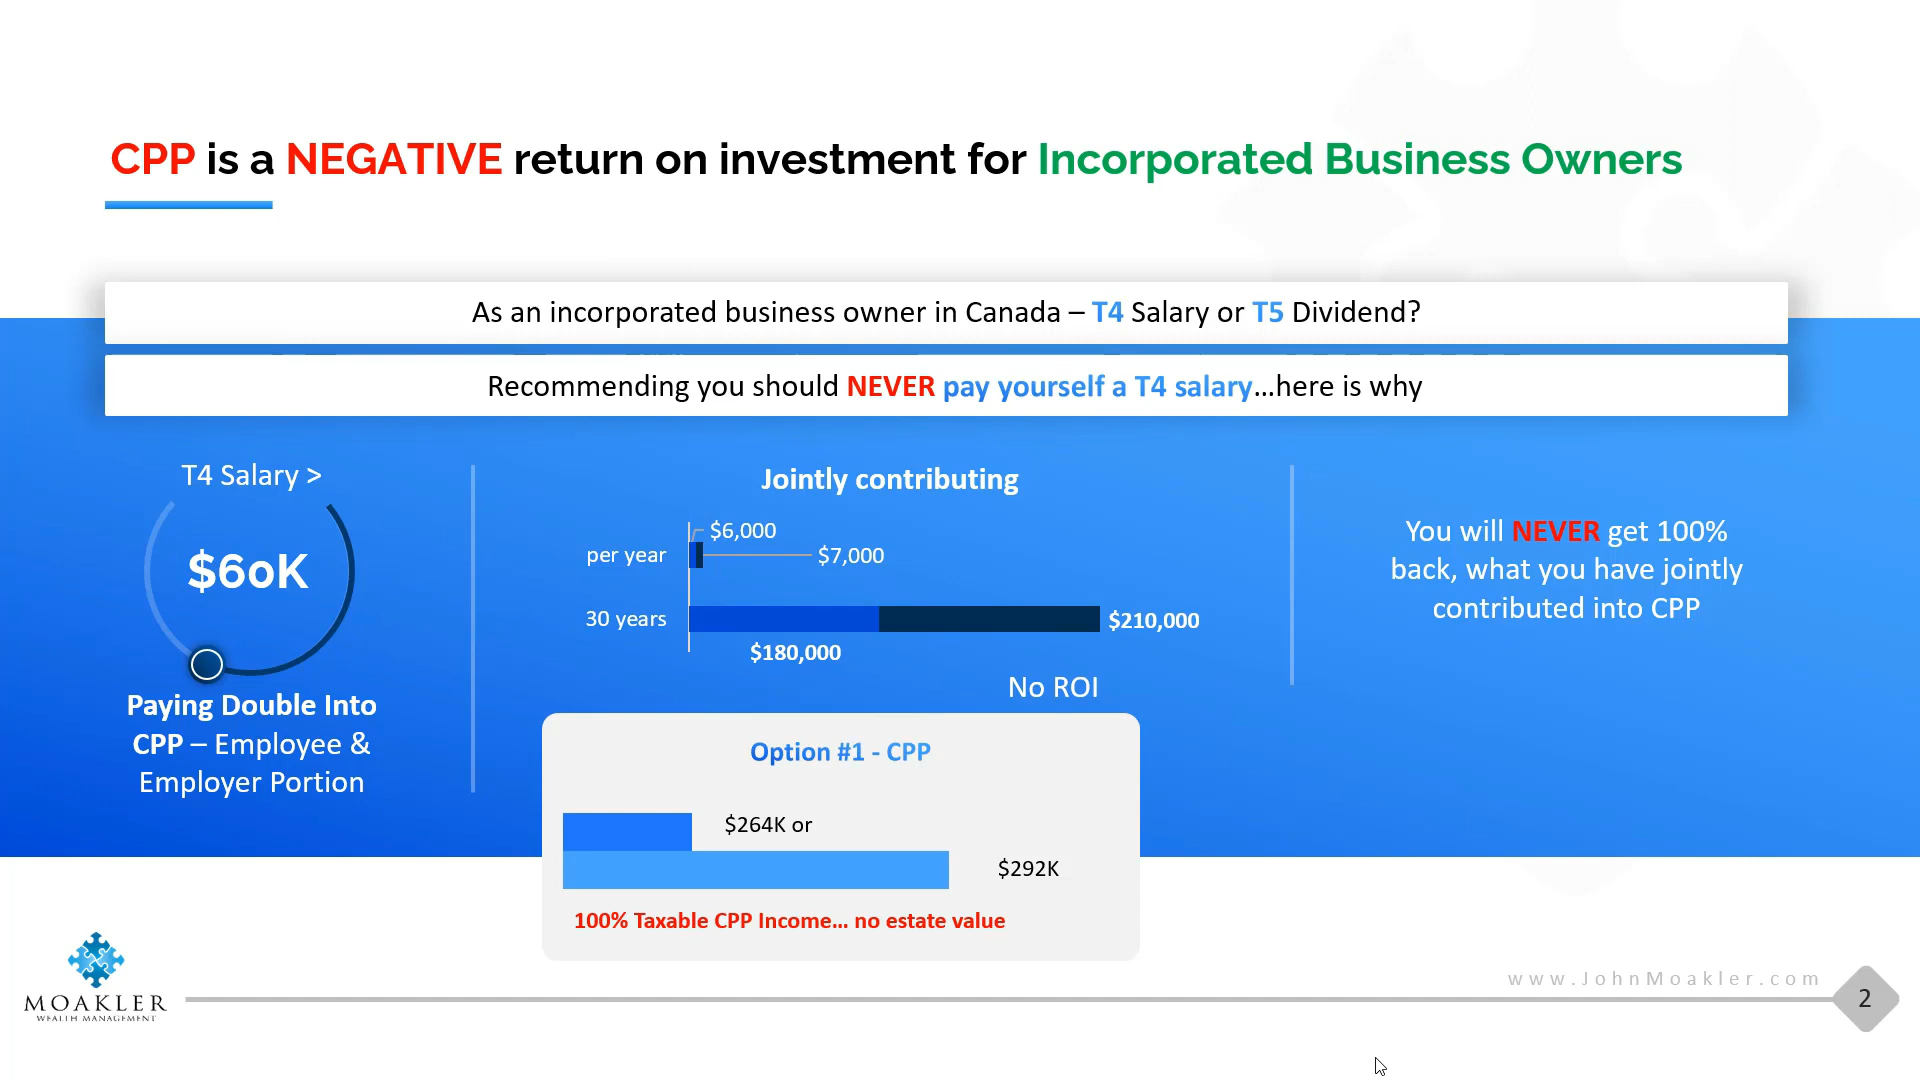 CPP is a NEGATIVE return on investment for Incorporated Business Owners
As an incorporated business owner in Canada – T4 Salary or T5 Dividend?
Recommending you should NEVER pay yourself a T4 salary...here is why
T4 Salary >
$60K
Paying Double Into
CPP – Employee &
Employer Portion
Jointly contributing
per year
$6,000
$7,000
30 years
$210,000
$180,000
No ROI
Option #1 - CPP
$264K or
$292K
100% Taxable CPP Income... no estate value
You will NEVER get 100%
back, what you have jointly
contributed into CPP
MOAKLER
WEALTH MANAGEMENT
www.JohnMoakler.com
2